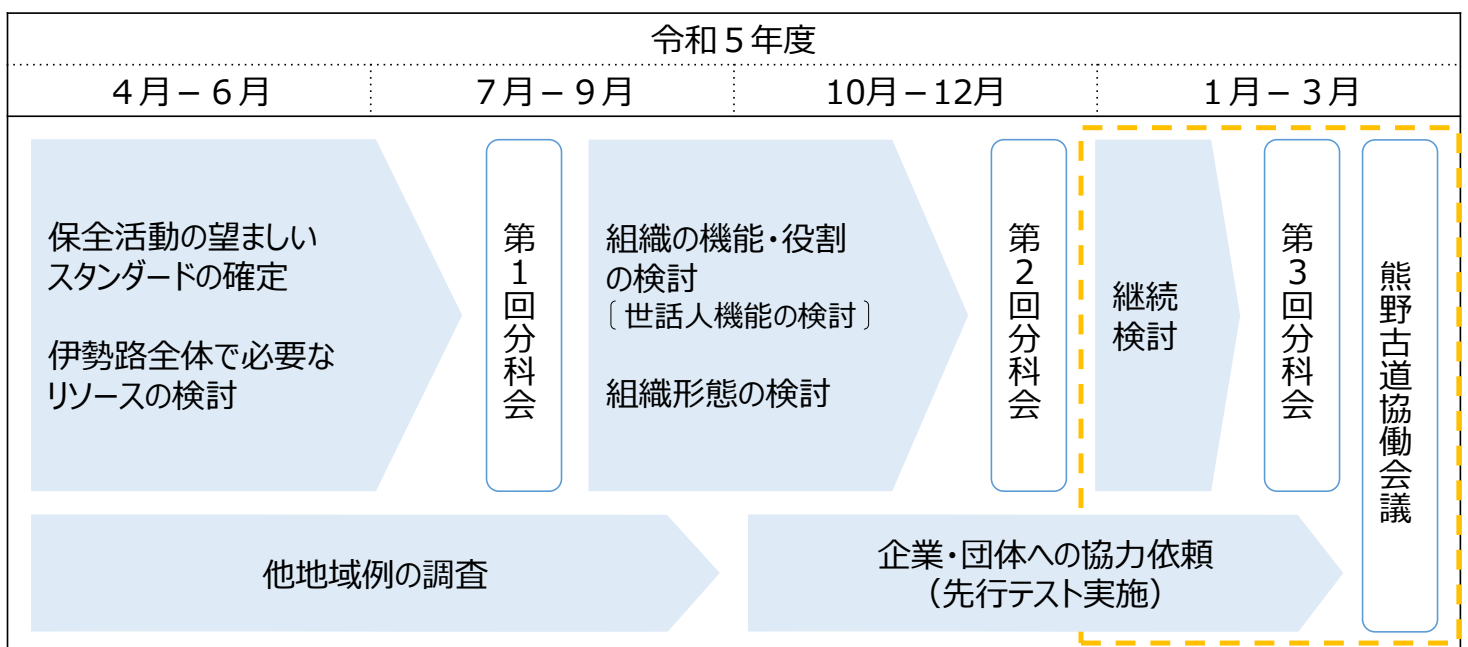 令和５年度
４月－６月
７月－９月
10月－12月
１月－３月
保全活動の望ましい
スタンダードの確定
伊勢路全体で必要な
リソースの検討
第１回分科会
組織の機能・役割
の検討
〔世話人機能の検討〕
組織形態の検討
第２回分科会
継続
検討
第３回分科会
熊野古道協働会議
他地域例の調査
企業・団体への協力依頼
（先行テスト実施）